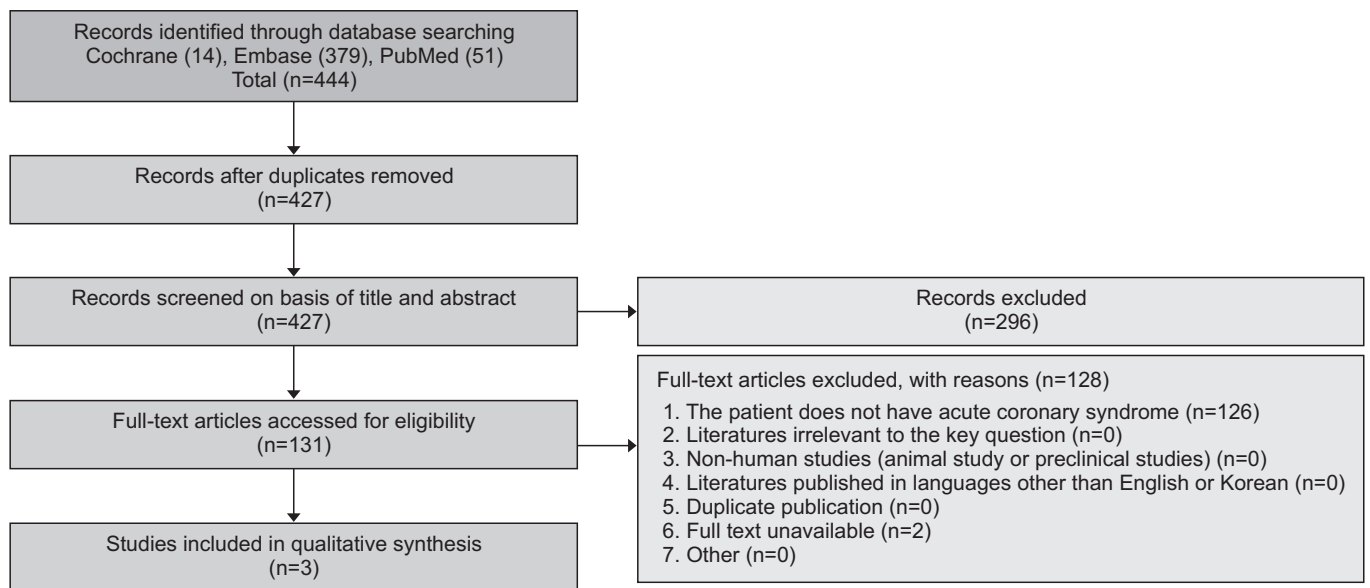 Records identified through database searching
Cochrane (14), Embase (379), PubMed (51)
Total (n=444)
Records after duplicates removed
(n=427)
Records screened on basis of title and abstract
(n=427)
Records excluded
(n=296)
Full-text articles accessed for eligibility
(n=131)
Full-text articles excluded, with reasons (n=128)
1. The patient does not have acute coronary syndrome (n=126)
2. Literatures irrelevant to the key question (n=0)
3. Non-human studies (animal study or preclinical studies) (n=0)
4. Literatures published in languages other than English or Korean (n=0)
5. Duplicate publication (n=0)
6. Full text unavailable (n=2)
7. Other (n=0)
Studies included in qualitative synthesis
(n=3)